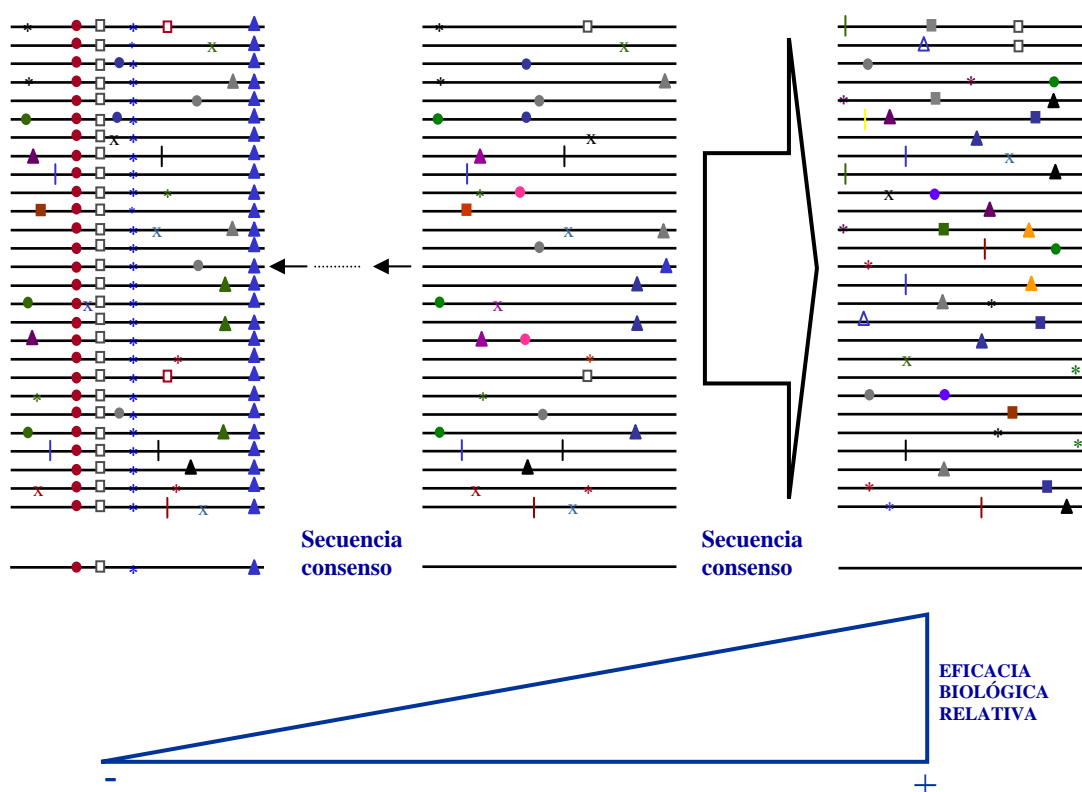 Secuencia
consenso
Secuencia
consenso
EFICACIA
BIOLÓGICA
RELATIVA
-
+